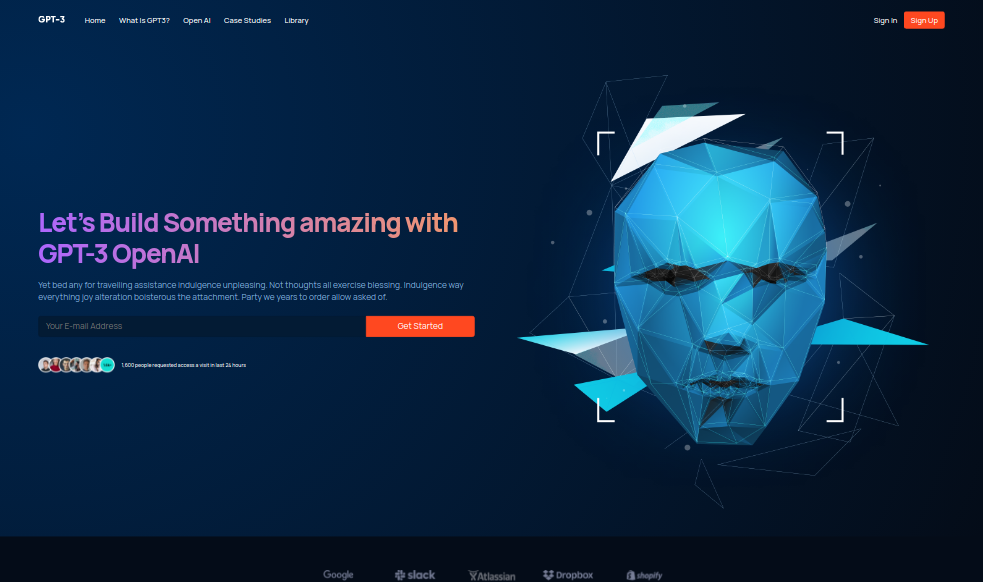 GPT-3
Home
What Is GPT3?
Open AI
Case Studies
Library
Sign In
Sign Up
Let's Build Something amazing with
GPT-3 OpenAI
Yet bed any for travelling assistance indulgence unpleasing. Not thoughts all exercise blessing. Indulgence way
everything joy alteration boisterous the attachment. Party we years to order allow asked of.
Your E-mail Address
Get Started
1,600 people requested access a visit in last 24 hours
Google
slack
Atlassian
Dropbox
shopify